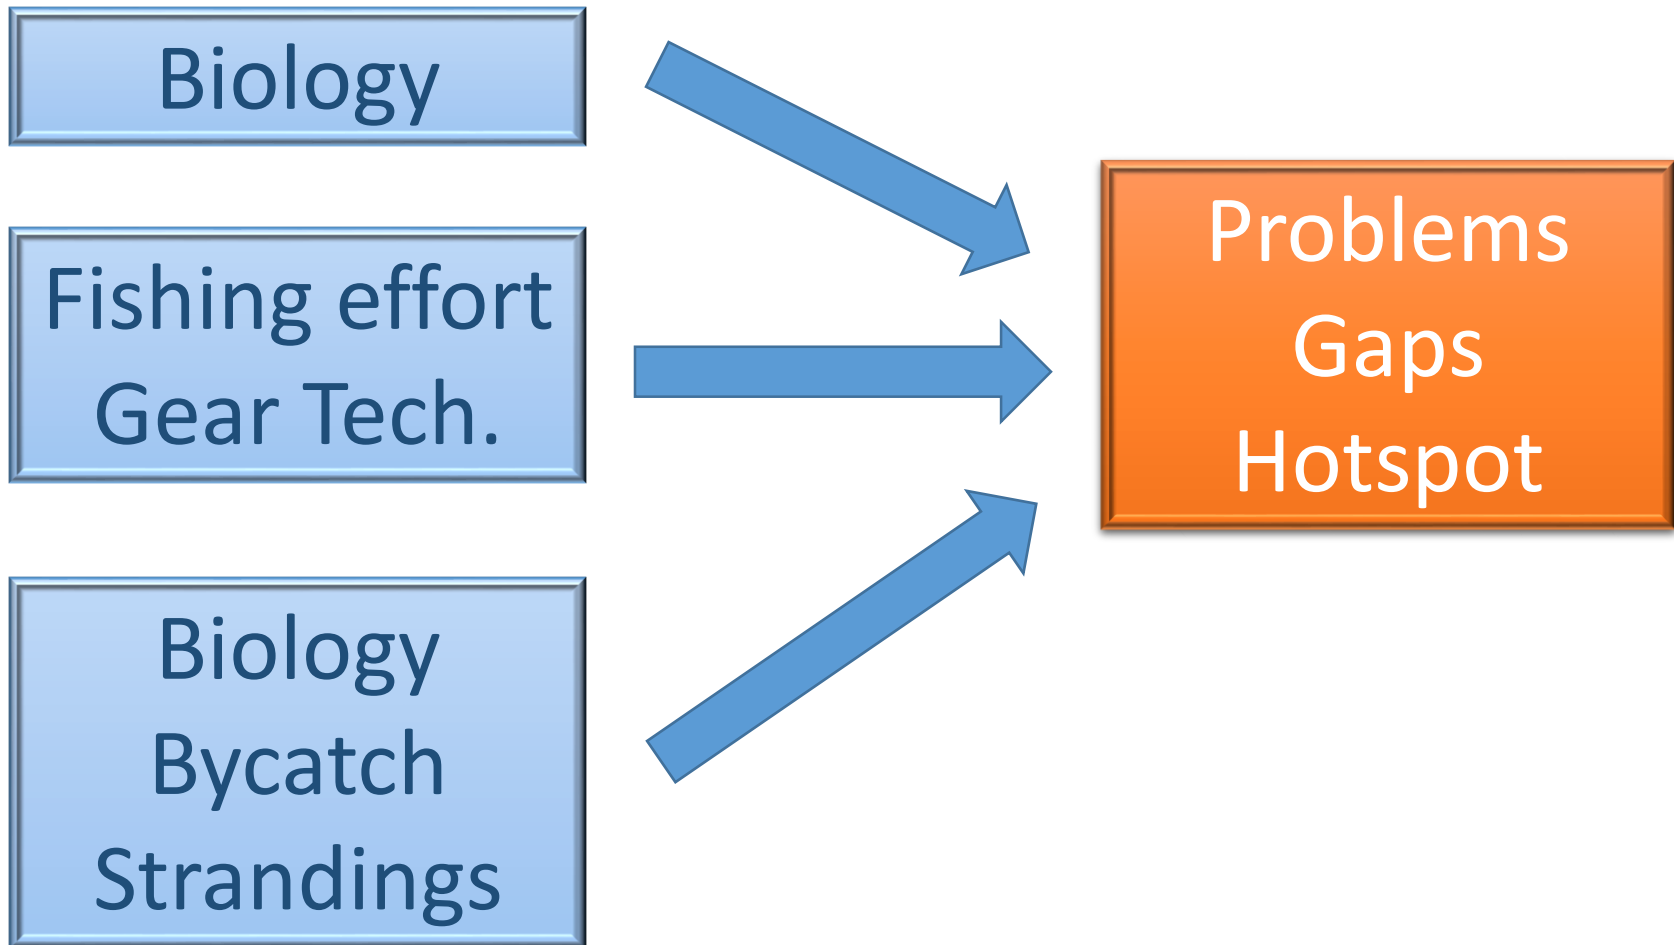 Biology
Fishing effort
Gear Tech.
Biology
Bycatch
Strandings
Problems
Gaps
Hotspot